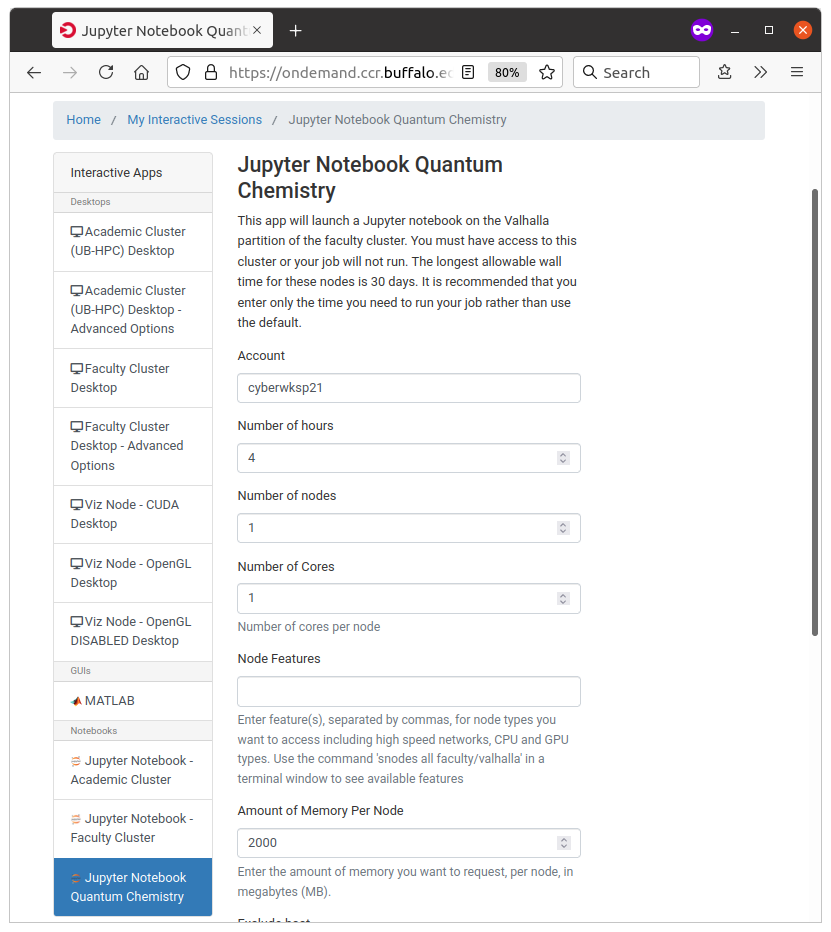 Jupyter Notebook Quant
https://ondemand.ccr.buffalo.e
80%
Search
Home / My Interactive Sessions / Jupyter Notebook Quantum Chemistry
Interactive Apps
Desktops
Academic Cluster
(UB-HPC) Desktop
Academic Cluster
(UB-HPC) Desktop -
Advanced Options
Faculty Cluster
Desktop
Faculty Cluster
Desktop - Advanced
Options
Viz Node - CUDA
Desktop
Viz Node - OpenGL
Desktop
Viz Node - OpenGL
DISABLED Desktop
GUIs
MATLAB
Notebooks
Jupyter Notebook -
Academic Cluster
Jupyter Notebook -
Faculty Cluster
Jupyter Notebook
Quantum Chemistry
Jupyter Notebook Quantum
Chemistry
This app will launch a Jupyter notebook on the Valhalla
partition of the faculty cluster. You must have access to this
cluster or your job will not run. The longest allowable wall
time for these nodes is 30 days. It is recommended that you
enter only the time you need to run your job rather than use
the default.
Account
cyberwksp21
Number of hours
4
Number of nodes
1
Number of Cores
1
Number of cores per node
Node Features
Enter feature(s), separated by commas, for node types you
want to access including high speed networks, CPU and GPU
types. Use the command 'snodes all faculty/valhalla' in a
terminal window to see available features
Amount of Memory Per Node
2000
Enter the amount of memory you want to request, per node, in
megabytes (MB).
Exclude host